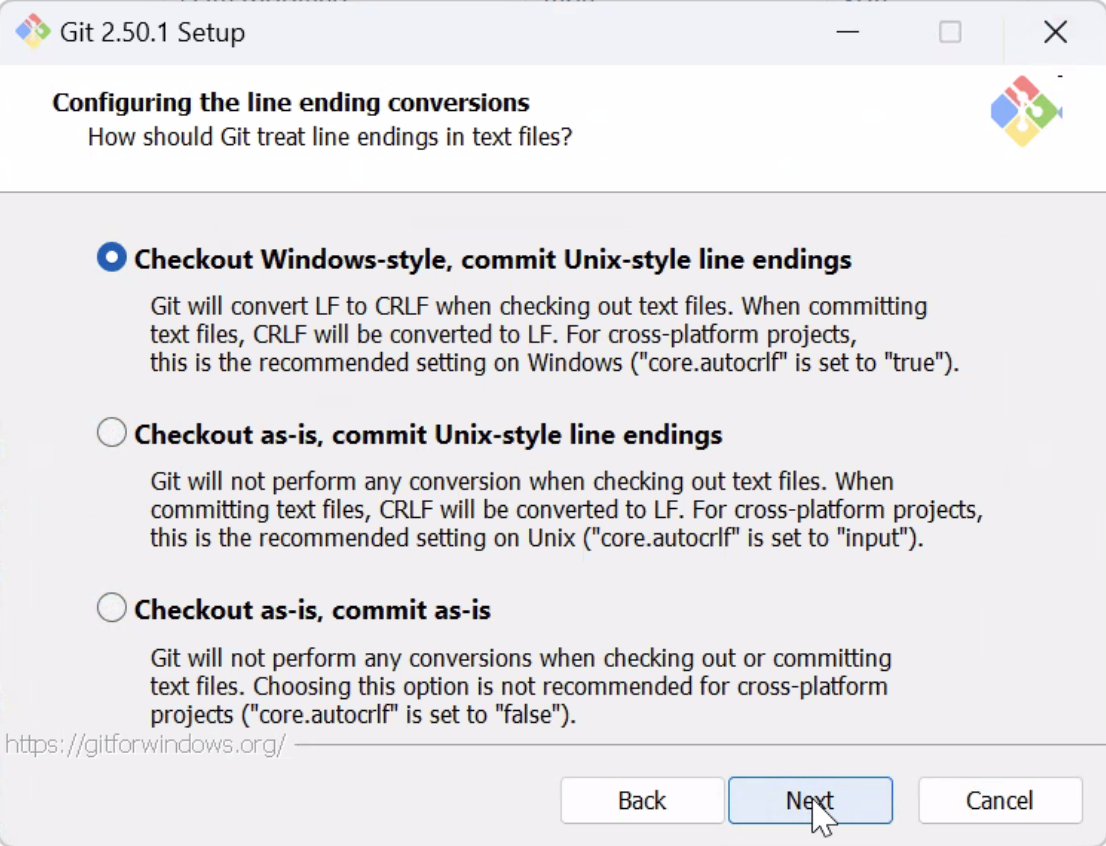 Git 2.50.1 Setup
Configuring the line ending conversions
How should Git treat line endings in text files?
Checkout Windows-style, commit Unix-style line endings
Git will convert LF to CRLF when checking out text files. When committing
text files, CRLF will be converted to LF. For cross-platform projects,
this is the recommended setting on Windows ("core.autocrlf" is set to "true").
Checkout as-is, commit Unix-style line endings
Git will not perform any conversion when checking out text files. When
committing text files, CRLF will be converted to LF. For cross-platform projects,
this is the recommended setting on Unix ("core.autocrlf" is set to "input").
Checkout as-is, commit as-is
Git will not perform any conversions when checking out or committing
text files. Choosing this option is not recommended for cross-platform
projects ("core.autocrlf" is set to "false").
https://gitforwindows.org/
Back Next Cancel